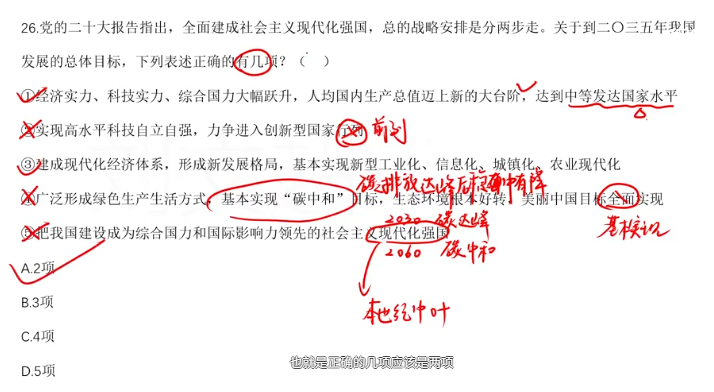 26.党的二十大报告指出，全面建成社会主义现代化强国，总的战略安排是分两步走。关于到二〇三五年我国
发展的总体目标，下列表述正确的有几项？（ ）
①经济实力、科技实力、综合国力大幅跃升，人均国内生产总值迈上新的大台阶，达到中等发达国家水平
②实现高水平科技自立自强，力争进入创新型国家行列 前列
③建成现代化经济体系，形成新发展格局，基本实现新型工业化、信息化、城镇化、农业现代化
碳排放达峰后稳中有降
④广泛形成绿色生产生活方式，基本实现“碳中和”目标，生态环境根本好转，美丽中国目标全面实现
2030 碳达峰
基本实现
⑤把我国建设成为综合国力和国际影响力领先的社会主义现代化强国
2060 碳中和
A.2项
B.3项
本世纪中叶
C.4项
也就是正确的几项应该是两项
D.5项